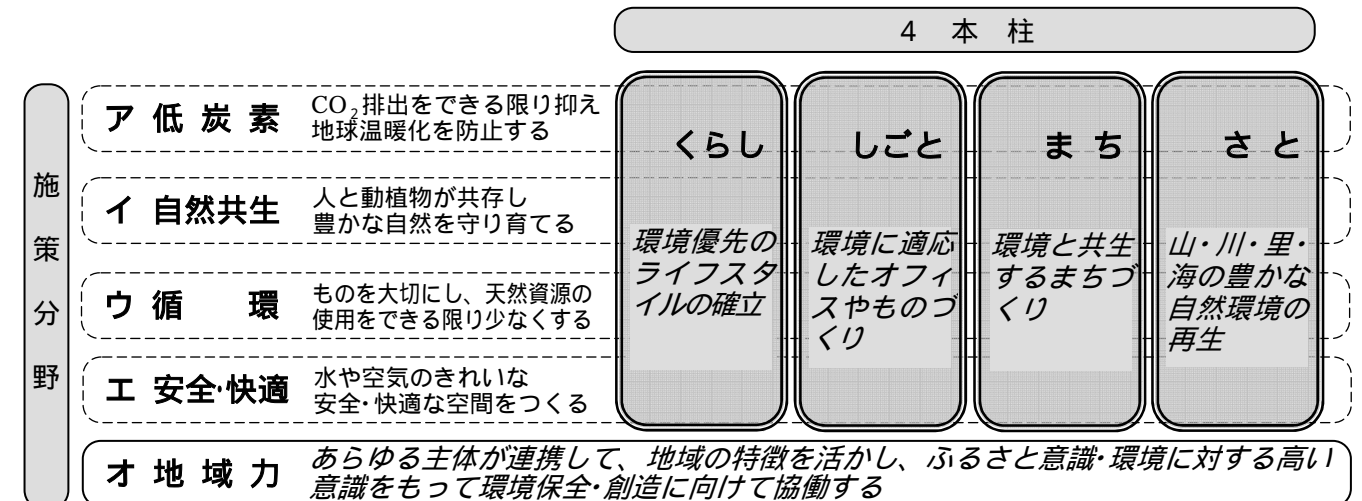 4 本 柱
施策分野
ア 低 炭 素
CO₂排出をできる限り抑え
地球温暖化を防止する
イ 自然共生
人と動植物が共存し
豊かな自然を守り育てる
ウ 循 環
ものを大切にし、天然資源の
使用をできる限り少なくする
エ 安全・快適
水や空気のきれいな
安全・快適な空間をつくる
くらし
環境優先の
ライフスタ
イルの確立
しごと
環境に適応
したオフィ
スやものづ
くり
ま ち
環境と共生
するまちづ
くり
さ と
山・川・里・
海の豊かな
自然環境の
再生
オ 地 域 力
あらゆる主体が連携して、地域の特徴を活かし、ふるさと意識・環境に対する高い
意識をもって環境保全・創造に向けて協働する